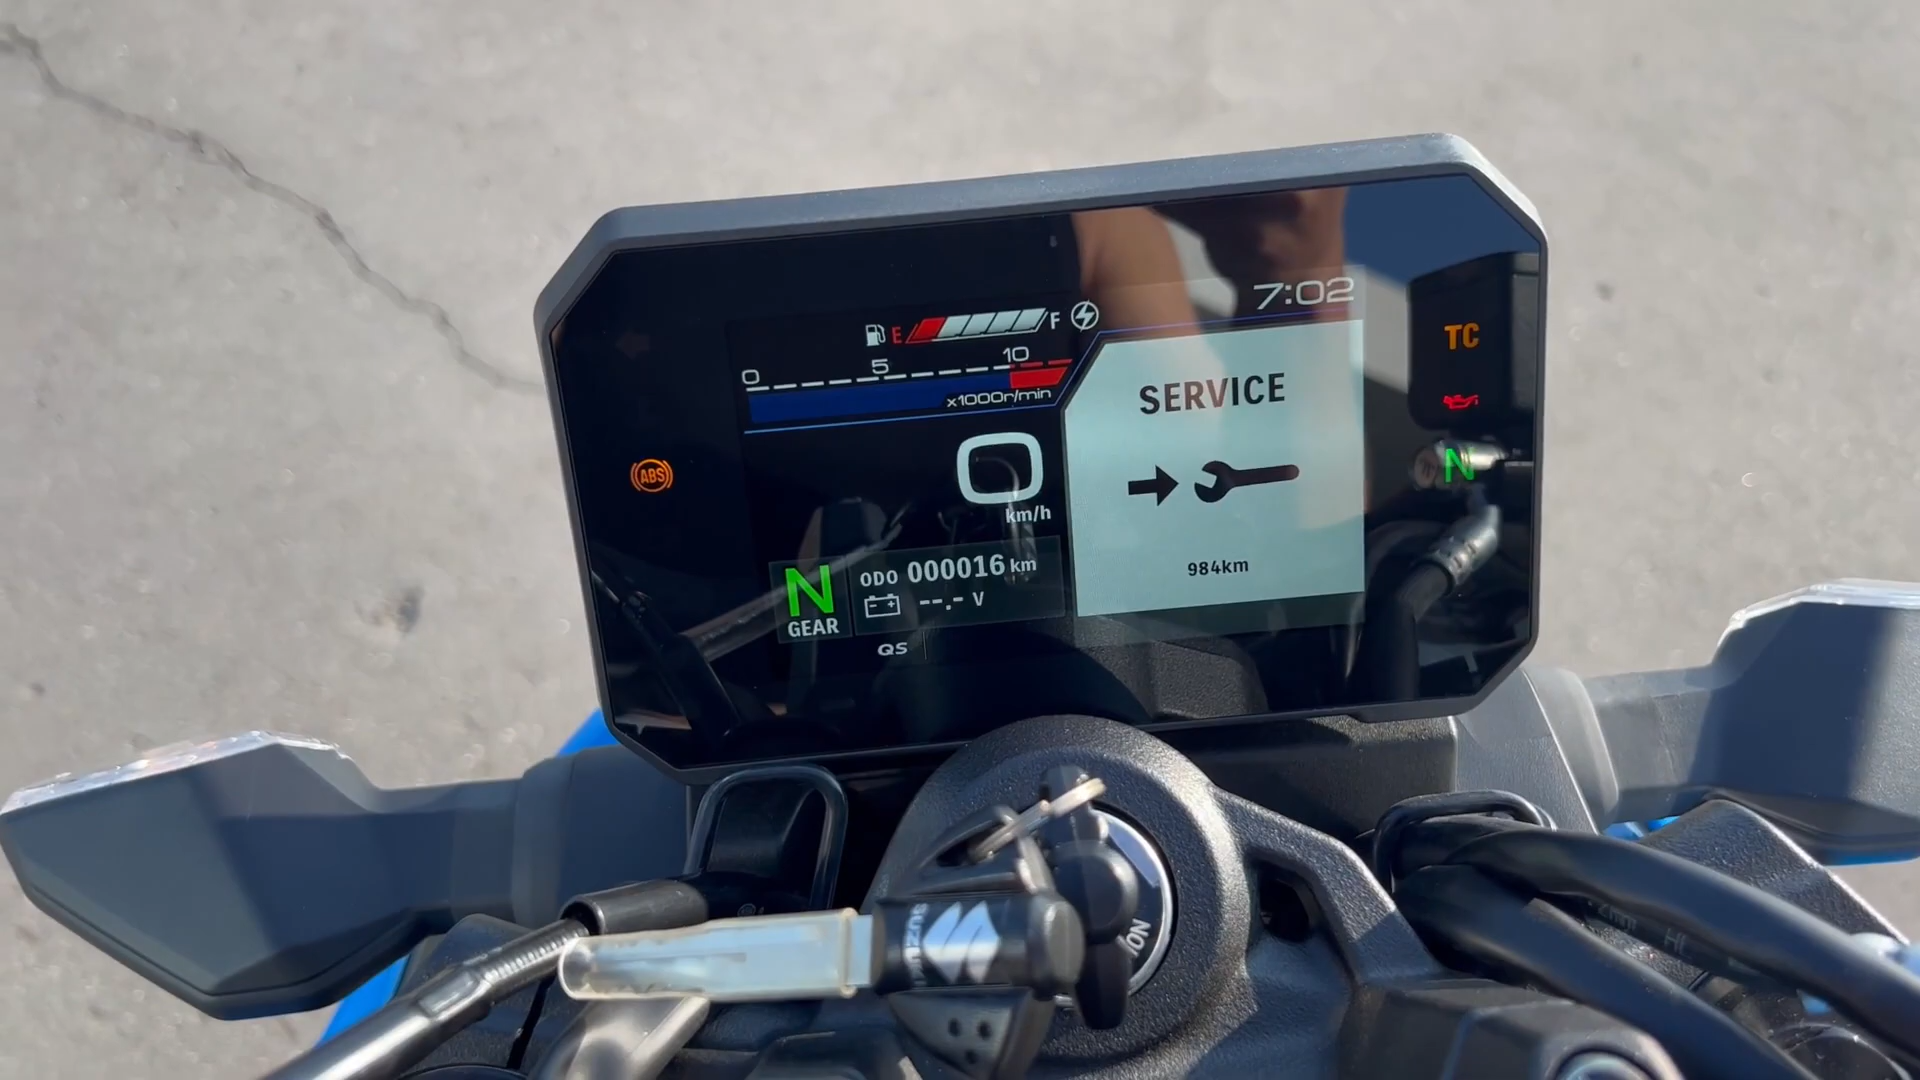 7:02
E F
0 5 10
x1000r/min
SERVICE
TC
ABS
0
km/h
N
984km
ODO 000016 km
N
--.- V
GEAR
QS
SUZUKI
ON